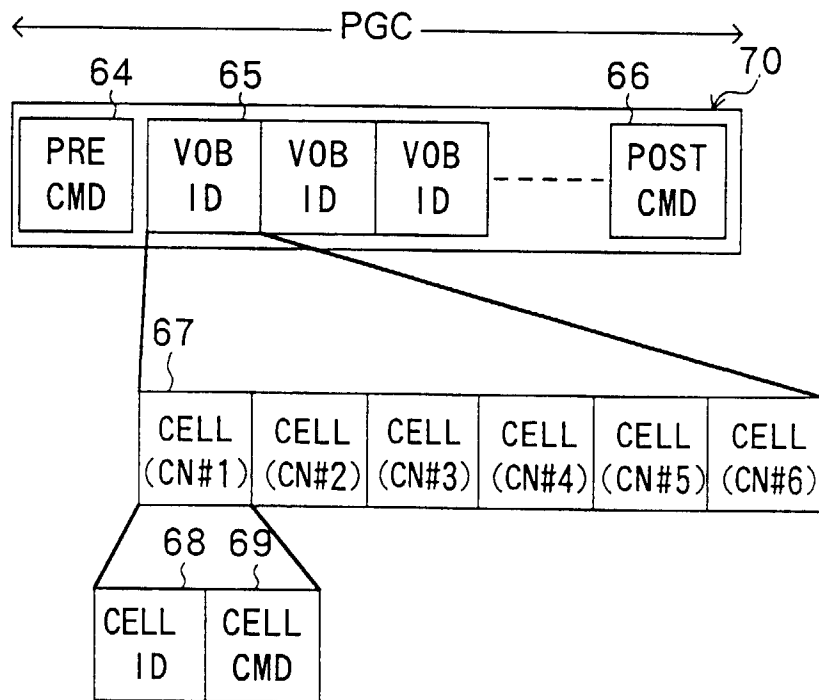 PGC
64 65 66 70
PRE CMD VOB ID VOB ID VOB ID POST CMD
67
CELL (CN#1) CELL (CN#2) CELL (CN#3) CELL (CN#4) CELL (CN#5) CELL (CN#6)
68 69
CELL ID CELL CMD